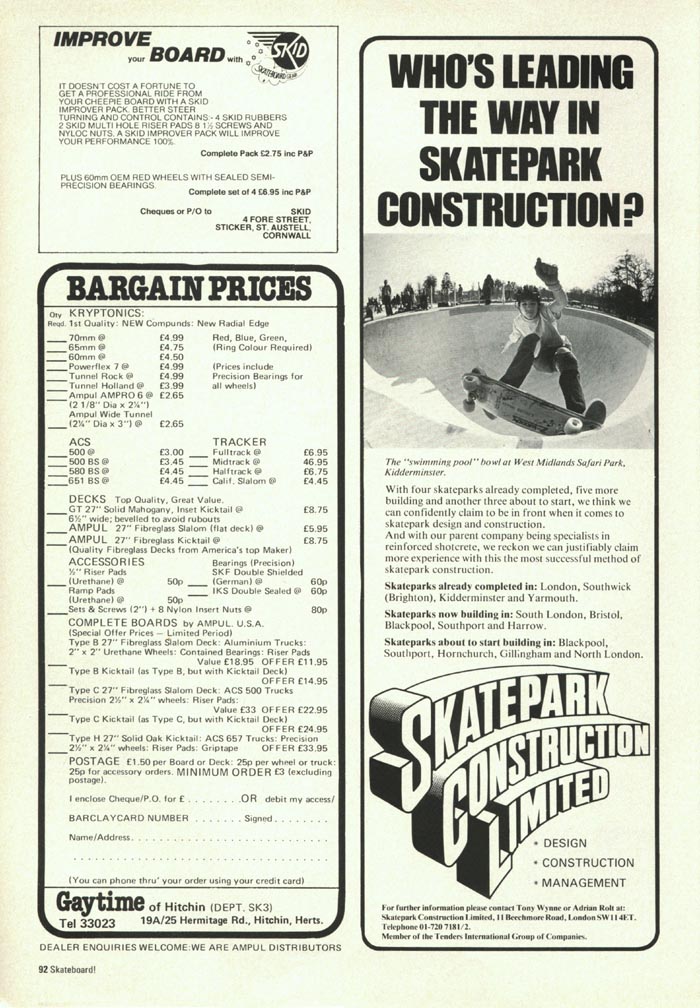 IMPROVE
your BOARD with
SKID
SKATEBOARD GEAR
IT DOESN'T COST A FORTUNE TO
GET A PROFESSIONAL RIDE FROM
YOUR CHEEPIE BOARD WITH A SKID
IMPROVER PACK. BETTER STEER
TURNING AND CONTROL CONTAINS:- 4 SKID RUBBERS
2 SKID MULTI HOLE RISER PADS 8 1½ SCREWS AND
NYLOC NUTS. A SKID IMPROVER PACK WILL IMPROVE
YOUR PERFORMANCE 100%.
Complete Pack £2.75 inc P&P
PLUS 60mm OEM RED WHEELS WITH SEALED SEMI-
PRECISION BEARINGS.
Complete set of 4 £6.95 inc P&P
Cheques or P/O to SKID
4 FORE STREET,
STICKER, ST. AUSTELL,
CORNWALL
BARGAIN PRICES
Qty KRYPTONICS:
Reqd. 1st Quality: NEW Compunds: New Radial Edge
70mm @ £4.99 Red, Blue, Green,
65mm @ £4.75 (Ring Colour Required)
60mm @ £4.50
Powerflex 7 @ £4.99 (Prices include
Tunnel Rock @ £4.99 Precision Bearings for
Tunnel Holland @ £3.99 all wheels)
Ampul AMPRO 6 @ £2.65
(2 1/8" Dia x 2¼")
Ampul Wide Tunnel
(2¼" Dia x 3") @ £2.65
ACS TRACKER
500 @ £3.00 Fulltrack @ £6.95
500 BS @ £3.45 Midtrack @ 46.95
580 BS @ £4.45 Halftrack @ £6.75
651 BS @ £4.45 Calif. Slalom @ £4.45
DECKS Top Quality, Great Value.
GT 27" Solid Mahogany, Inset Kicktail @ £8.75
6½" wide; bevelled to avoid rubouts
AMPUL 27" Fibreglass Slalom (flat deck) @ £5.95
AMPUL 27" Fibreglass Kicktail @ £8.75
(Quality Fibreglass Decks from America's top Maker)
ACCESSORIES Bearings (Precision)
½" Riser Pads SKF Double Shielded
(Urethane) @ 50p (German) @ 60p
Ramp Pads IKS Double Sealed @ 60p
(Urethane) @ 50p
Sets & Screws (2") + 8 Nylon Insert Nuts @ 80p
COMPLETE BOARDS by AMPUL. U.S.A.
(Special Offer Prices – Limited Period)
Type B 27" Fibreglass Slalom Deck: Aluminium Trucks:
2" x 2" Urethane Wheels: Contained Bearings: Riser Pads
Value £18.95 OFFER £11.95
Type B Kicktail (as Type B, but with Kicktail Deck)
OFFER £14.95
Type C 27" Fibreglass Slalom Deck: ACS 500 Trucks
Precision 2½" x 2¼" wheels: Riser Pads:
Value £33 OFFER £22.95
Type C Kicktail (as Type C, but with Kicktail Deck)
OFFER £24.95
Type H 27" Solid Oak Kicktail: ACS 657 Trucks: Precision
2½" x 2¼" wheels: Riser Pads: Griptape OFFER £33.95
POSTAGE £1.50 per Board or Deck: 25p per wheel or truck:
25p for accessory orders. MINIMUM ORDER £3 (excluding
postage).
I enclose Cheque/P.O. for £ . . . . . . . . OR debit my access/
BARCLAYCARD NUMBER . . . . . . . Signed . . . . . . . .
Name/Address. . . . . . . . . . . . . . . . . . . . . . . . . . . .
. . . . . . . . . . . . . . . . . . . . . . . . . . . . . . . . . . . .
(You can phone thru' your order using your credit card)
Gaytime of Hitchin (DEPT. SK3)
Tel 33023 19A/25 Hermitage Rd., Hitchin, Herts.
DEALER ENQUIRIES WELCOME:WE ARE AMPUL DISTRIBUTORS
92 Skateboard!
WHO'S LEADING
THE WAY IN
SKATEPARK
CONSTRUCTION?
The "swimming pool" bowl at West Midlands Safari Park,
Kidderminster.
With four skateparks already completed, five more
building and another three about to start, we think we
can confidently claim to be in front when it comes to
skatepark design and construction.
And with our parent company being specialists in
reinforced shotcrete, we reckon we can justifiably claim
more experience with this the most successful method of
skatepark construction.
Skateparks already completed in: London, Southwick
(Brighton), Kidderminster and Yarmouth.
Skateparks now building in: South London, Bristol,
Blackpool, Southport and Harrow.
Skateparks about to start building in: Blackpool,
Southport, Hornchurch, Gillingham and North London.
SKATEPARK
CONSTRUCTION
LIMITED
* DESIGN
* CONSTRUCTION
* MANAGEMENT
For further information please contact Tony Wynne or Adrian Rolt at:
Skatepark Construction Limited, 11 Beechmore Road, London SW11 4ET.
Telephone 01-720 7181/2.
Member of the Tenders International Group of Companies.